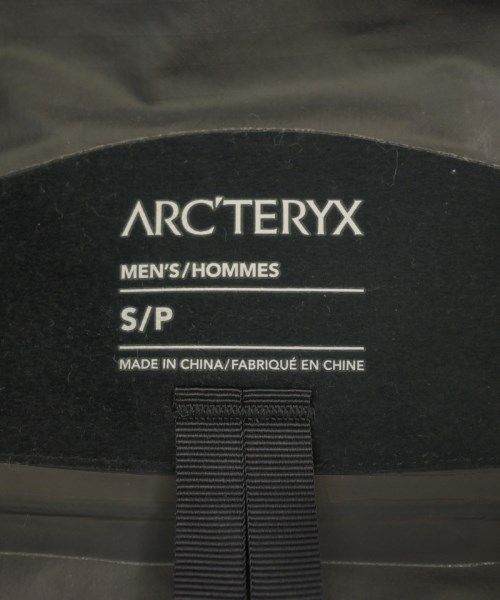 ARC'TERYX
MEN'S/HOMMES
S/P
MADE IN CHINA/FABRIQUÉ EN CHINE